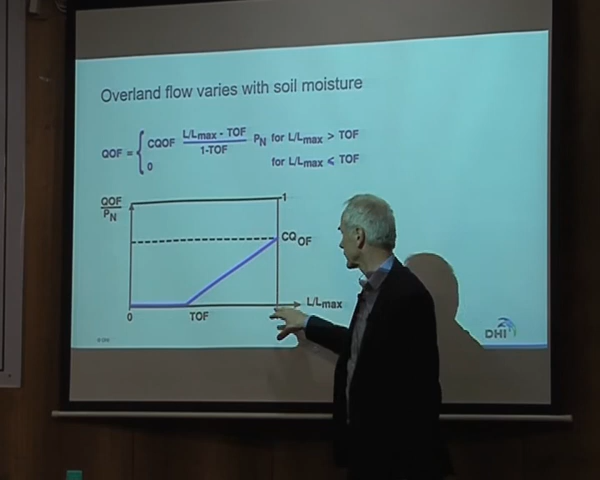 Overland flow varies with soil moisture
QOF = { CQOF L/Lmax - TOF / 1-TOF PN for L/Lmax > TOF
0 for L/Lmax ⩽ TOF
QOF / PN
1
CQOF
0 TOF L/Lmax
© DHI
DHI